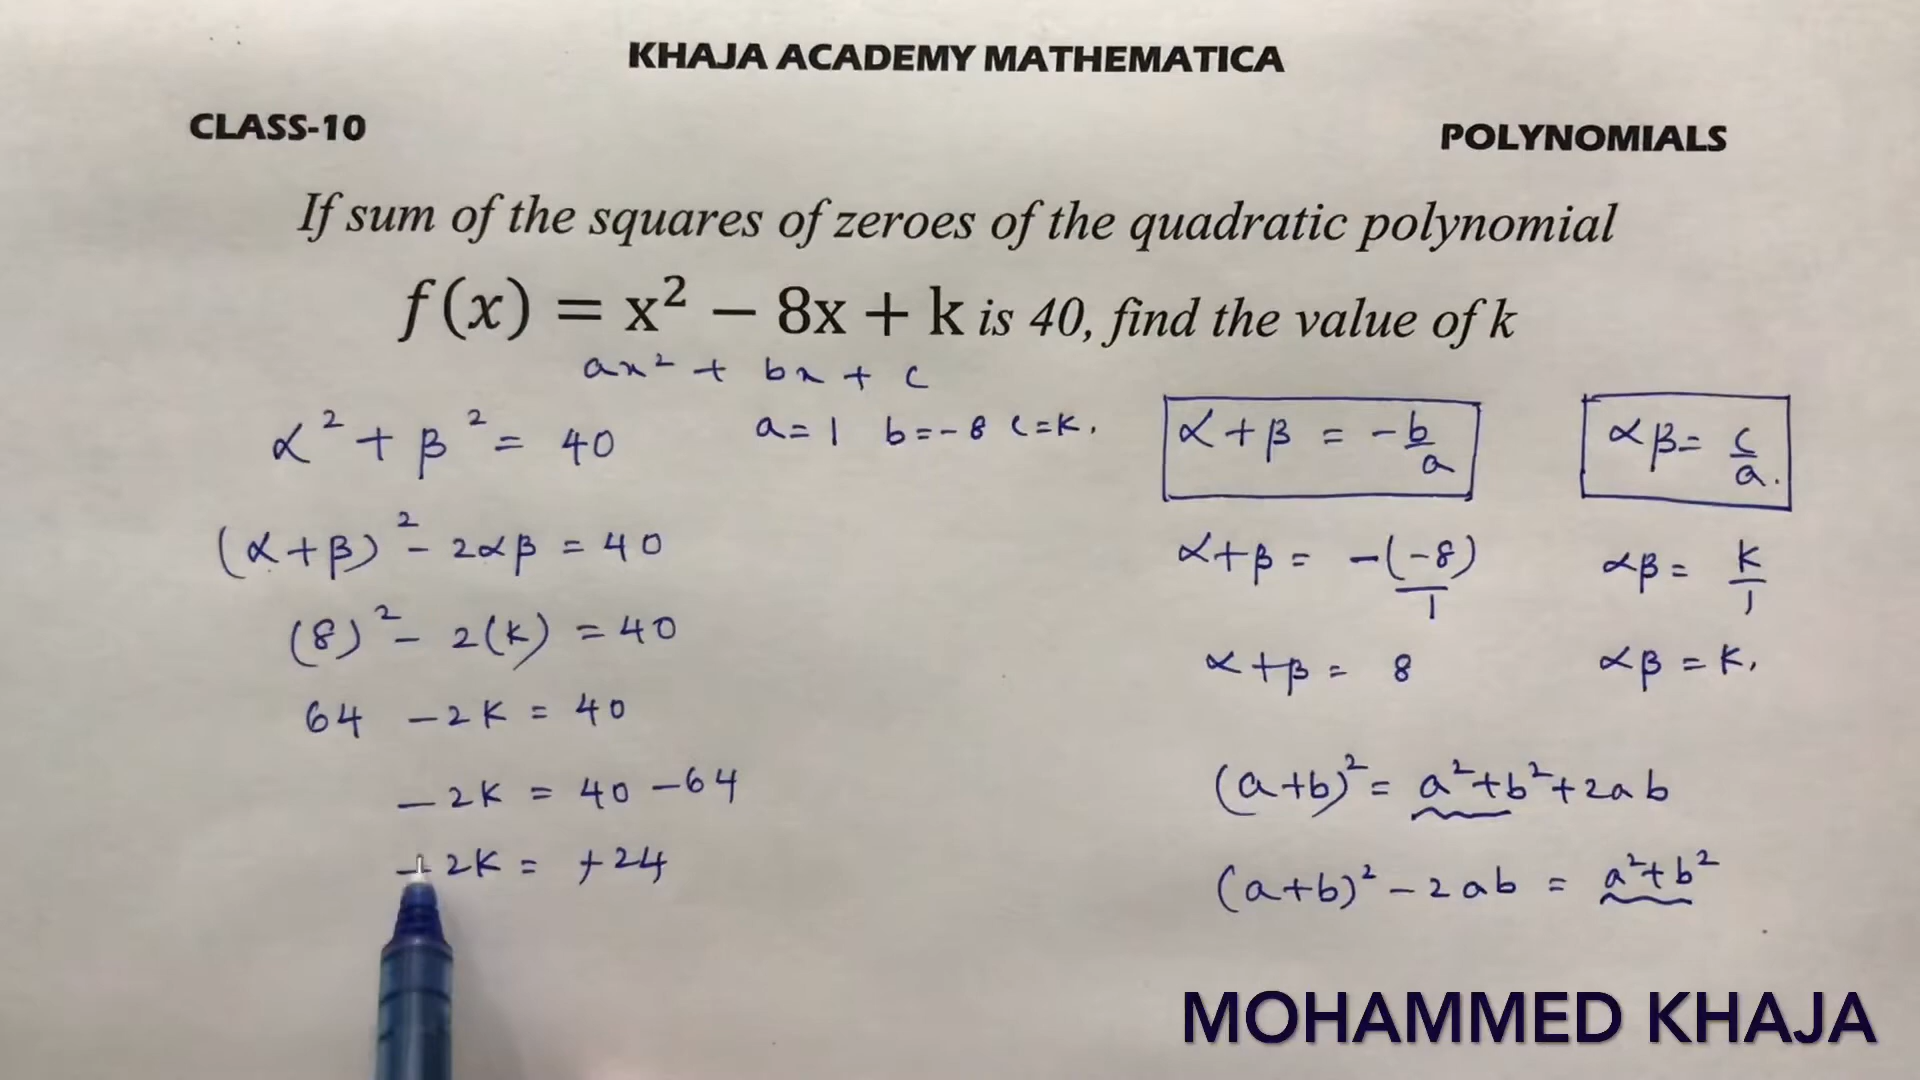 KHAJA ACADEMY MATHEMATICA
CLASS-10
POLYNOMIALS
If sum of the squares of zeroes of the quadratic polynomial
f(x) = x² − 8x + k is 40, find the value of k
ax² + bx + c
a=1 b=-8 c=k.
α² + β² = 40
(α+β)² - 2αβ = 40
(8)² - 2(k) = 40
64 - 2k = 40
- 2k = 40 - 64
+ 2k = + 24
α+β = -b/a
α+β = -(-8)/1
α+β = 8
αβ = c/a.
αβ = k/1
αβ = k.
(a+b)² = a²+b²+2ab
(a+b)² - 2ab = a²+b²
MOHAMMED KHAJA